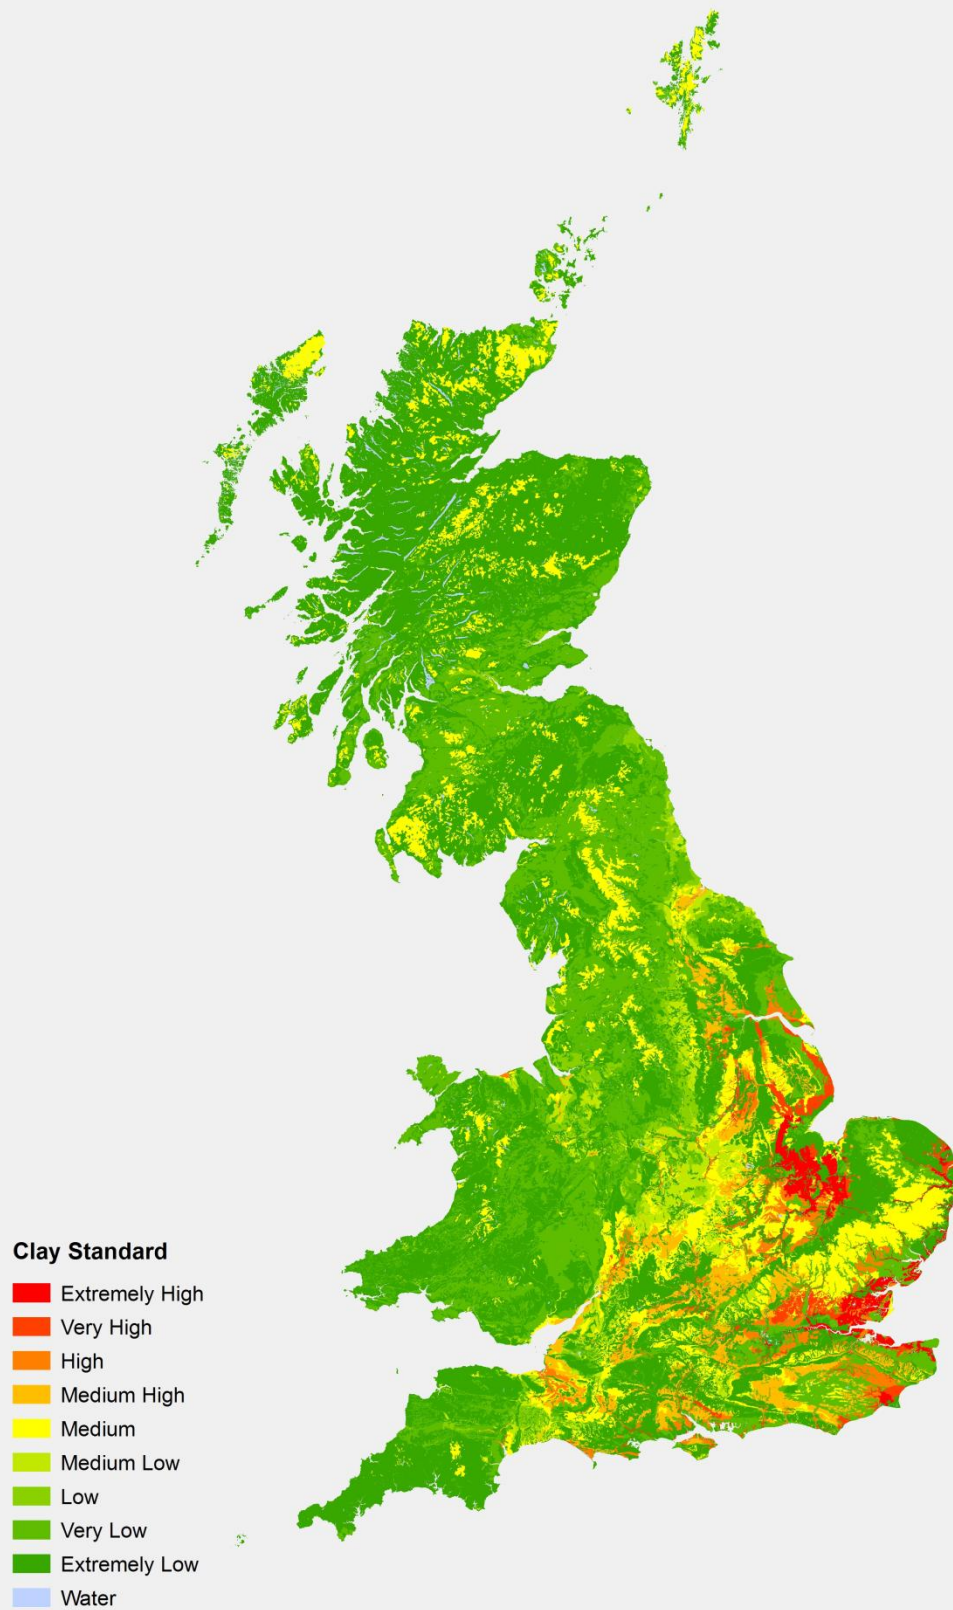 Clay Standard
Extremely High
Very High
High
Medium High
Medium
Medium Low
Low
Very Low
Extremely Low
Water